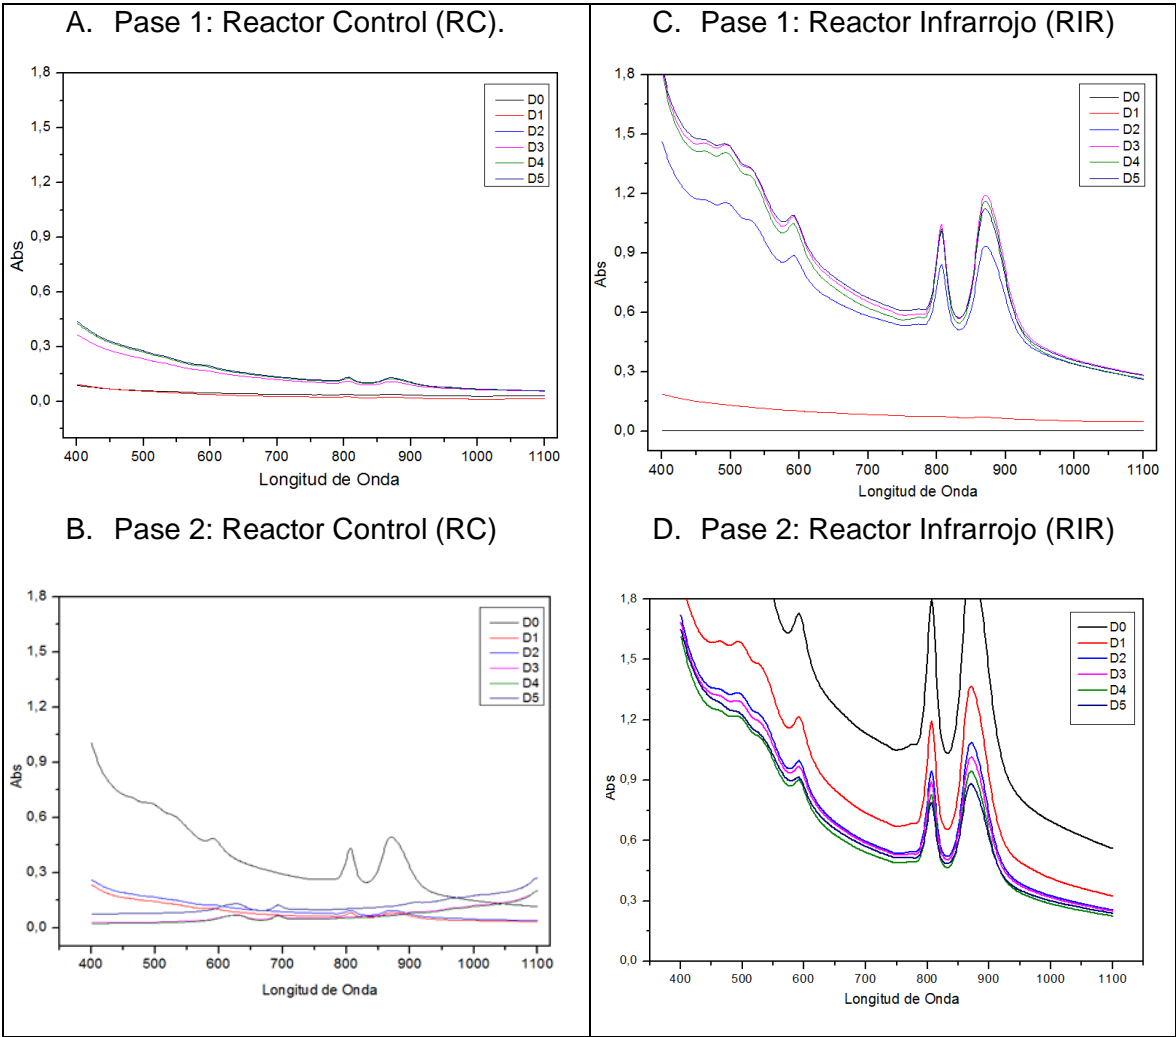 A. Pase 1: Reactor Control (RC).
1,8
1,5
1,2
0,9
0,6
0,3
0,0
Abs
D0
D1
D2
D3
D4
D5
400 500 600 700 800 900 1000 1100
Longitud de Onda
B. Pase 2: Reactor Control (RC)
1,8
1,5
1,2
0,9
0,6
0,3
0,0
Abs
D0
D1
D2
D3
D4
D5
400 500 600 700 800 900 1000 1100
Longitud de Onda
C. Pase 1: Reactor Infrarrojo (RIR)
1,8
1,5
1,2
0,9
0,6
0,3
0,0
Abs
D0
D1
D2
D3
D4
D5
400 500 600 700 800 900 1000 1100
Longitud de Onda
D. Pase 2: Reactor Infrarrojo (RIR)
1,8
1,5
1,2
0,9
0,6
0,3
0,0
Abs
D0
D1
D2
D3
D4
D5
400 500 600 700 800 900 1000 1100
Longitud de Onda